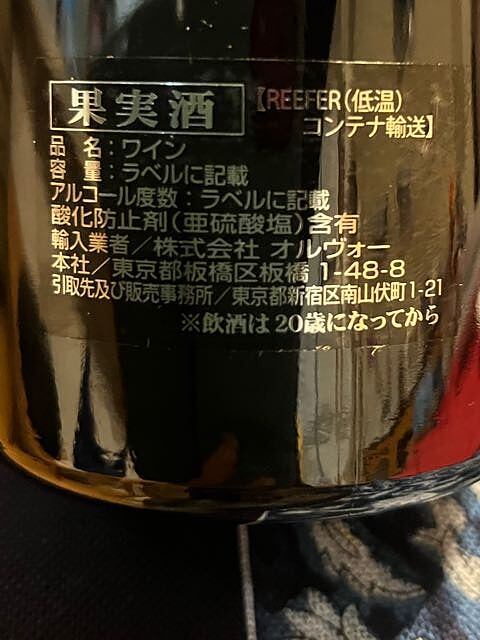 果実酒
【REEFER(低温)
コンテナ輸送】
品 名:ワイン
容 量:ラベルに記載
アルコール度数:ラベルに記載
酸化防止剤(亜硫酸塩)含有
輸入業者/株式会社 オルヴォー
本社/東京都板橋区板橋 1-48-8
引取先及び販売事務所/東京都新宿区南山伏町1-21
※飲酒は20歳になってから